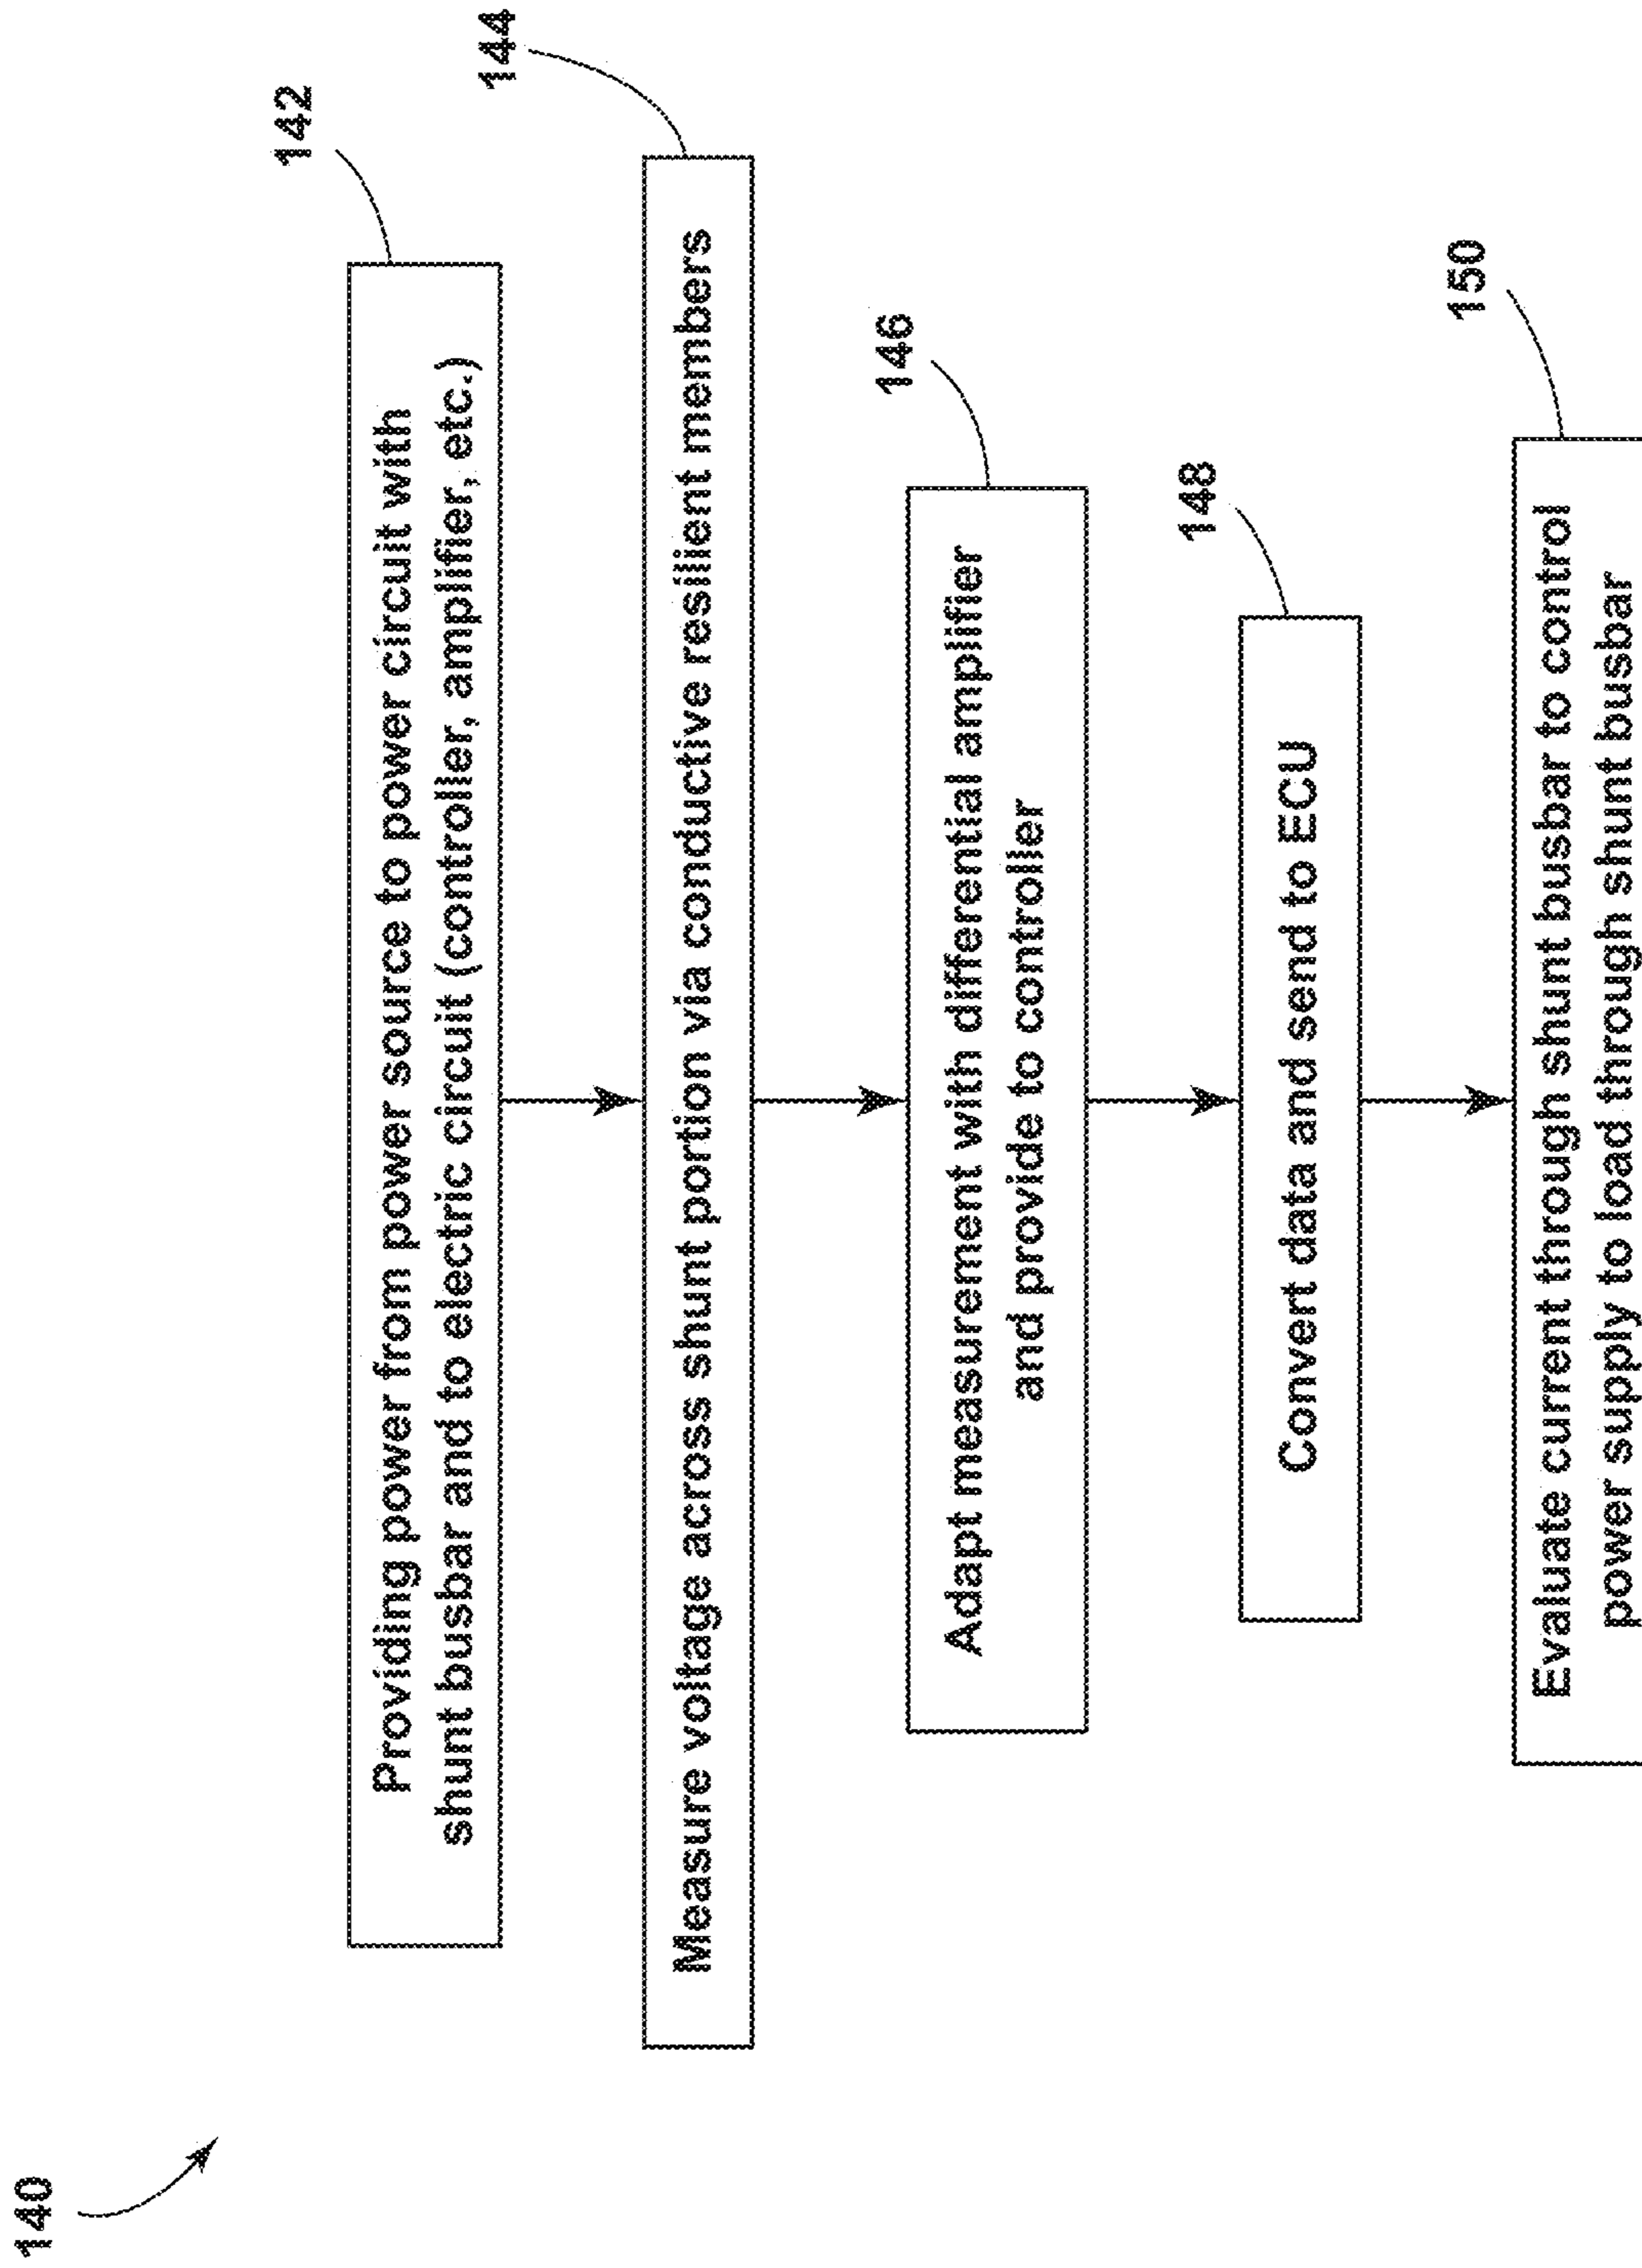 140
142
Providing power from power source to power circuit with
shunt busbar and to electric circuit (controller, amplifier, etc.)
144
Measure voltage across shunt portion via conductive resilient members
146
Adapt measurement with differential amplifier
and provide to controller
148
Convert data and send to ECU
150
Evaluate current through shunt busbar to control
power supply to load through shunt busbar